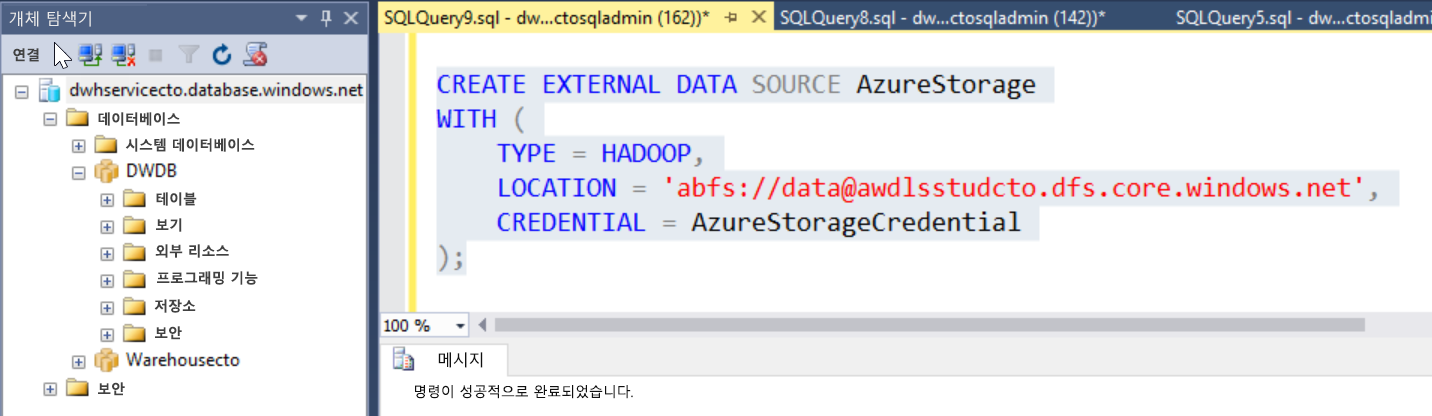 개체 탐색기
연결
dwhservicecto.database.windows.net
데이터베이스
시스템 데이터베이스
DWDB
테이블
보기
외부 리소스
프로그래밍 기능
저장소
보안
Warehousecto
보안
SQLQuery9.sql - dw...ctosqladmin (162))*
SQLQuery8.sql - dw...ctosqladmin (142))*
SQLQuery5.sql - dw...ctosqladmi
CREATE EXTERNAL DATA SOURCE AzureStorage
WITH (
TYPE = HADOOP,
LOCATION = 'abfs://data@awdlsstudcto.dfs.core.windows.net',
CREDENTIAL = AzureStorageCredential
);
100 %
메시지
명령이 성공적으로 완료되었습니다.